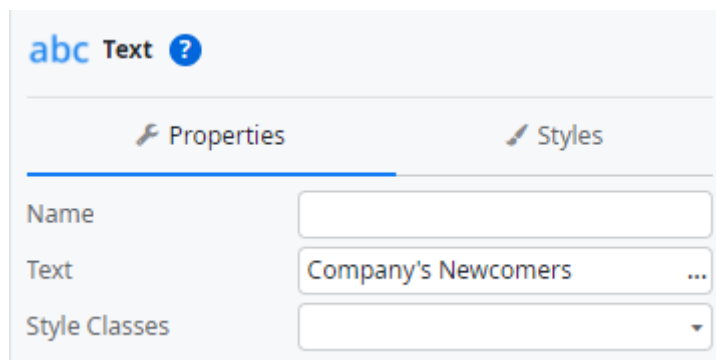 abc Text ?
Properties Styles
Name
Text Company's Newcomers ...
Style Classes